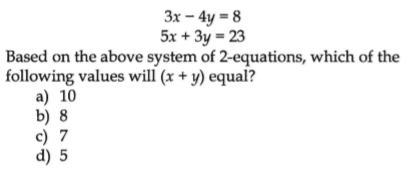 3x – 4y = 8
5x + 3y = 23
Based on the above system of 2-equations, which of the
following values will (x + y) equal?
a) 10
b) 8
c) 7
d) 5